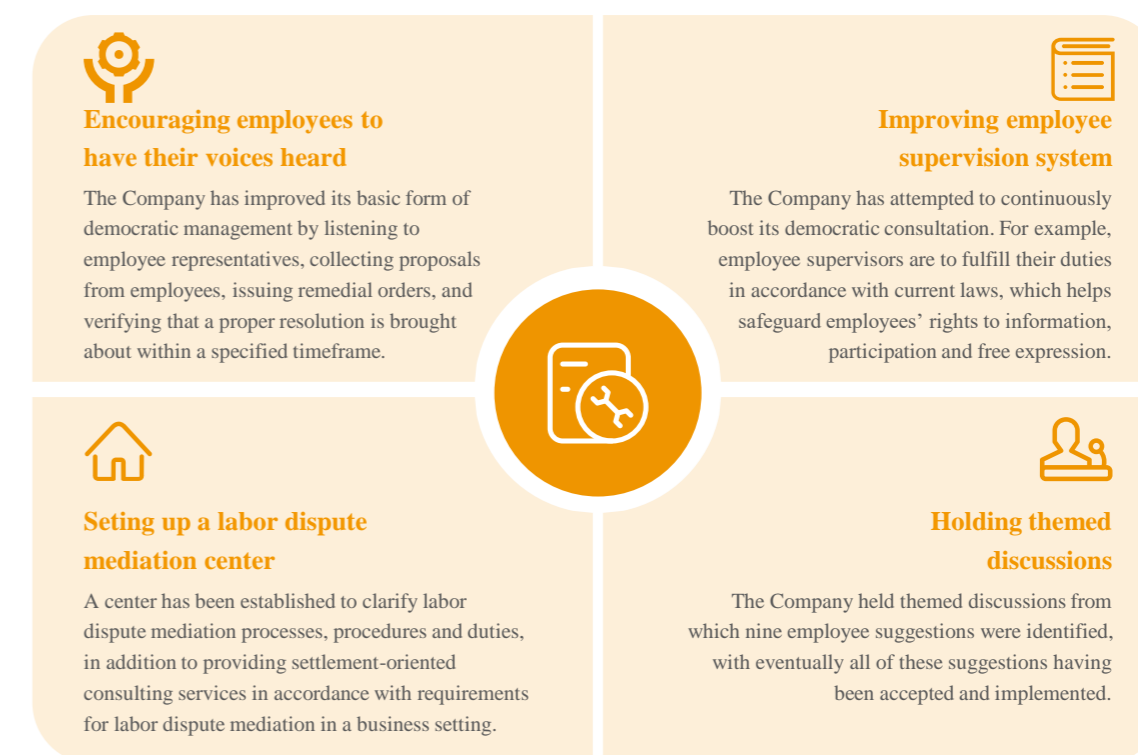 Encouraging employees to
have their voices heard
The Company has improved its basic form of
democratic management by listening to
employee representatives, collecting proposals
from employees, issuing remedial orders, and
verifying that a proper resolution is brought
about within a specified timeframe.
Improving employee
supervision system
The Company has attempted to continuously
boost its democratic consultation. For example,
employee supervisors are to fulfill their duties
in accordance with current laws, which helps
safeguard employees’ rights to information,
participation and free expression.
Seting up a labor dispute
mediation center
A center has been established to clarify labor
dispute mediation processes, procedures and duties,
in addition to providing settlement-oriented
consulting services in accordance with requirements
for labor dispute mediation in a business setting.
Holding themed
discussions
The Company held themed discussions from
which nine employee suggestions were identified,
with eventually all of these suggestions having
been accepted and implemented.